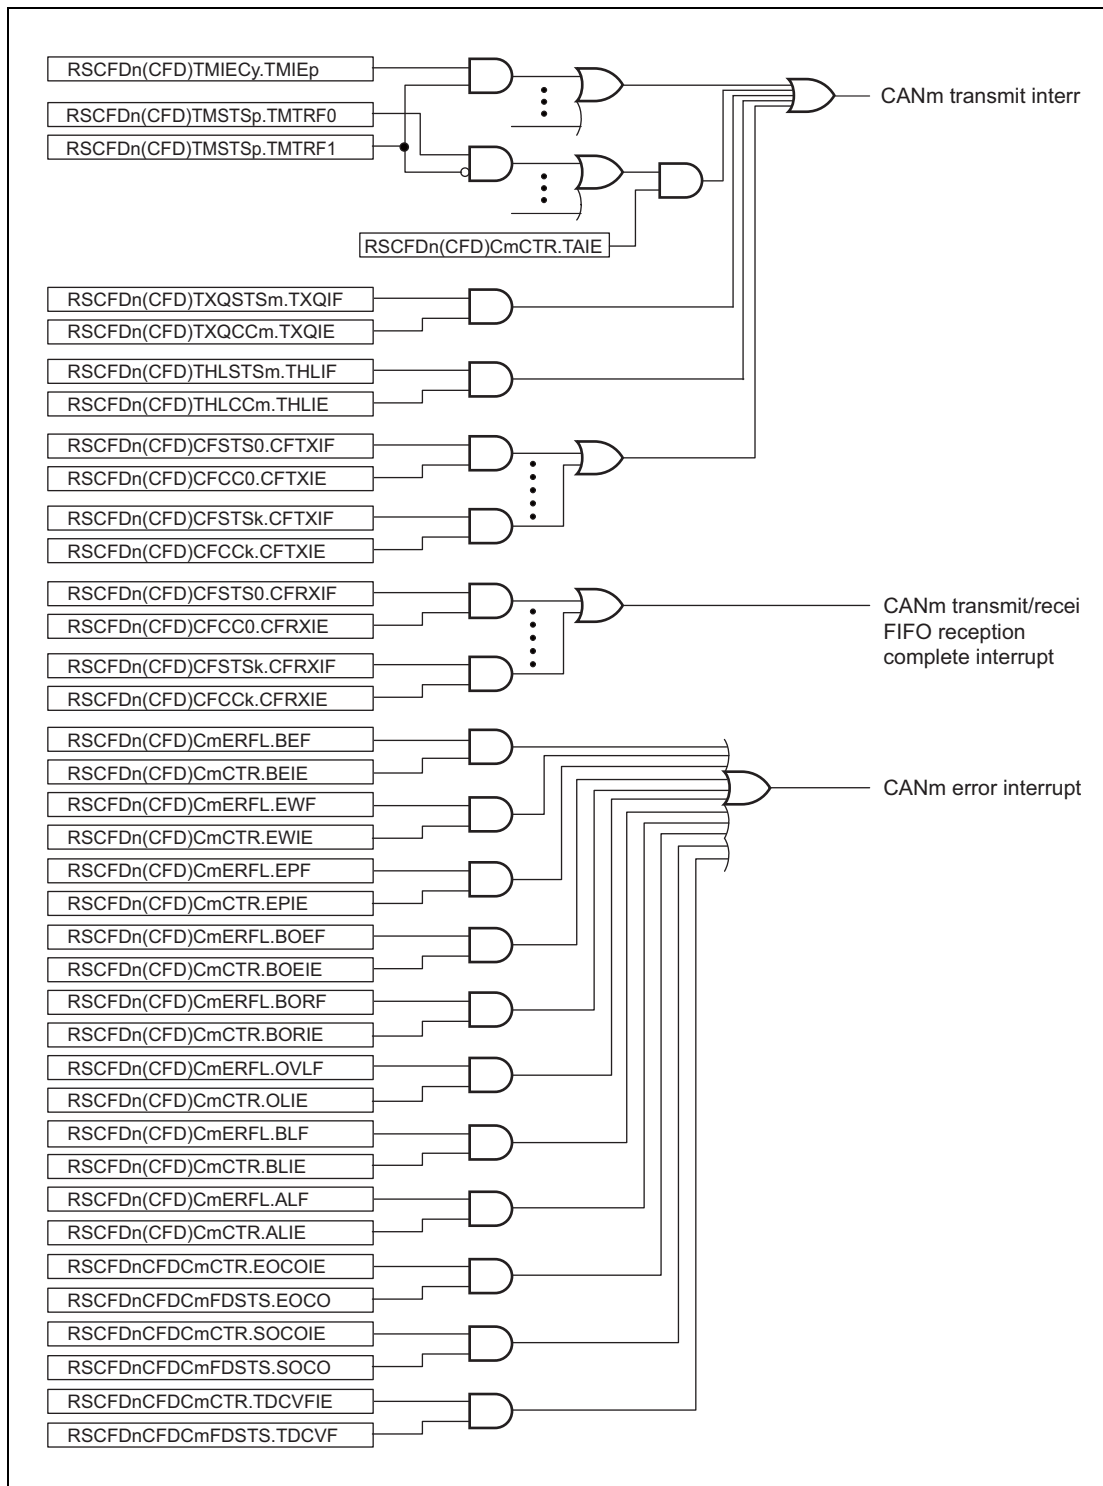 RSCFDn(CFD)TMIECy.TMIEp
RSCFDn(CFD)TMSTSp.TMTRF0
RSCFDn(CFD)TMSTSp.TMTRF1
RSCFDn(CFD)CmCTR.TAIE
CANm transmit interr
RSCFDn(CFD)TXQSTSm.TXQIF
RSCFDn(CFD)TXQCCm.TXQIE
RSCFDn(CFD)THLSTSm.THLIF
RSCFDn(CFD)THLCCm.THLIE
RSCFDn(CFD)CFSTS0.CFTXIF
RSCFDn(CFD)CFCC0.CFTXIE
RSCFDn(CFD)CFSTSk.CFTXIF
RSCFDn(CFD)CFCCk.CFTXIE
RSCFDn(CFD)CFSTS0.CFRXIF
RSCFDn(CFD)CFCC0.CFRXIE
RSCFDn(CFD)CFSTSk.CFRXIF
RSCFDn(CFD)CFCCk.CFRXIE
CANm transmit/recei
FIFO reception
complete interrupt
RSCFDn(CFD)CmERFL.BEF
RSCFDn(CFD)CmCTR.BEIE
RSCFDn(CFD)CmERFL.EWF
RSCFDn(CFD)CmCTR.EWIE
RSCFDn(CFD)CmERFL.EPF
RSCFDn(CFD)CmCTR.EPIE
RSCFDn(CFD)CmERFL.BOEF
RSCFDn(CFD)CmCTR.BOEIE
RSCFDn(CFD)CmERFL.BORF
RSCFDn(CFD)CmCTR.BORIE
RSCFDn(CFD)CmERFL.OVLF
RSCFDn(CFD)CmCTR.OLIE
RSCFDn(CFD)CmERFL.BLF
RSCFDn(CFD)CmCTR.BLIE
RSCFDn(CFD)CmERFL.ALF
RSCFDn(CFD)CmCTR.ALIE
RSCFDnCFDCmCTR.EOCOIE
RSCFDnCFDCmFDSTS.EOCO
RSCFDnCFDCmCTR.SOCOIE
RSCFDnCFDCmFDSTS.SOCO
RSCFDnCFDCmCTR.TDCVFIE
RSCFDnCFDCmFDSTS.TDCVF
CANm error interrupt